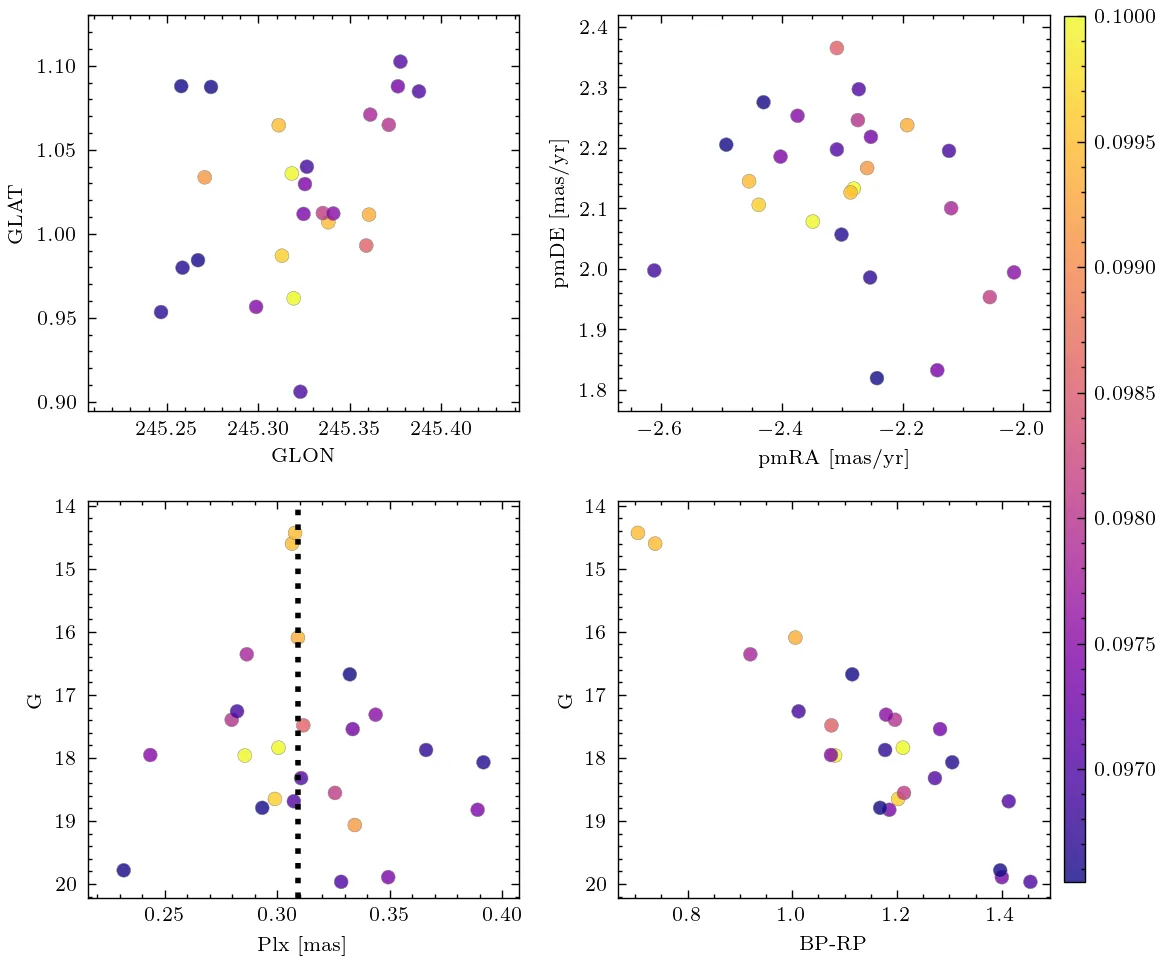 1.10
1.05
1.00
0.95
0.90
GLAT
245.25 245.30 245.35 245.40
GLON
2.4
2.3
2.2
2.1
2.0
1.9
1.8
pmDE [mas/yr]
−2.6 −2.4 −2.2 −2.0
pmRA [mas/yr]
14
15
16
17
18
19
20
G
0.25 0.30 0.35 0.40
Plx [mas]
14
15
16
17
18
19
20
G
0.8 1.0 1.2 1.4
BP-RP
0.1000
0.0995
0.0990
0.0985
0.0980
0.0975
0.0970